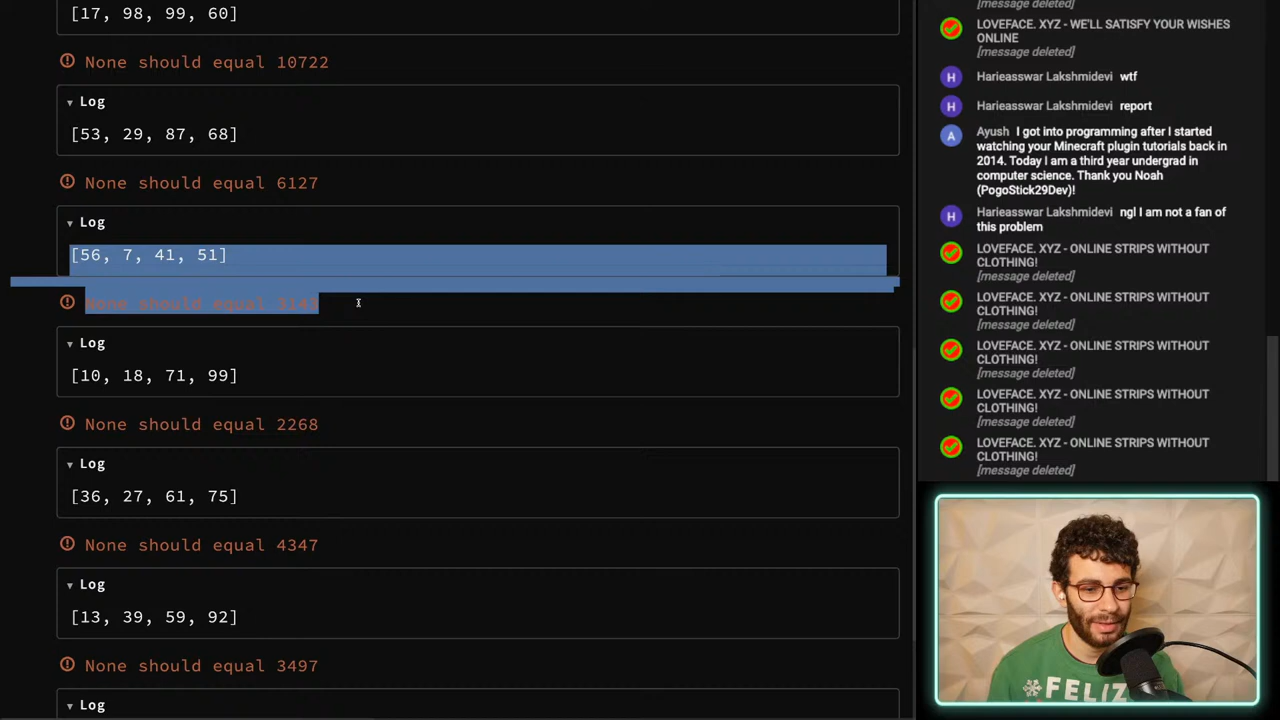 [17, 98, 99, 60]
None should equal 10722
Log
[53, 29, 87, 68]
None should equal 6127
Log
[56, 7, 41, 51]
None should equal 3143
Log
[10, 18, 71, 99]
None should equal 2268
Log
[36, 27, 61, 75]
None should equal 4347
Log
[13, 39, 59, 92]
None should equal 3497
Log
[message deleted]
LOVEFACE. XYZ - WE'LL SATISFY YOUR WISHES
ONLINE
[message deleted]
H Harieasswar Lakshmidevi wtf
H Harieasswar Lakshmidevi report
A Ayush I got into programming after I started
watching your Minecraft plugin tutorials back in
2014. Today I am a third year undergrad in
computer science. Thank you Noah
(PogoStick29Dev)!
H Harieasswar Lakshmidevi ngl I am not a fan of
this problem
LOVEFACE. XYZ - ONLINE STRIPS WITHOUT
CLOTHING!
[message deleted]
LOVEFACE. XYZ - ONLINE STRIPS WITHOUT
CLOTHING!
[message deleted]
LOVEFACE. XYZ - ONLINE STRIPS WITHOUT
CLOTHING!
[message deleted]
LOVEFACE. XYZ - ONLINE STRIPS WITHOUT
CLOTHING!
[message deleted]
LOVEFACE. XYZ - ONLINE STRIPS WITHOUT
CLOTHING!
[message deleted]
FELIZ